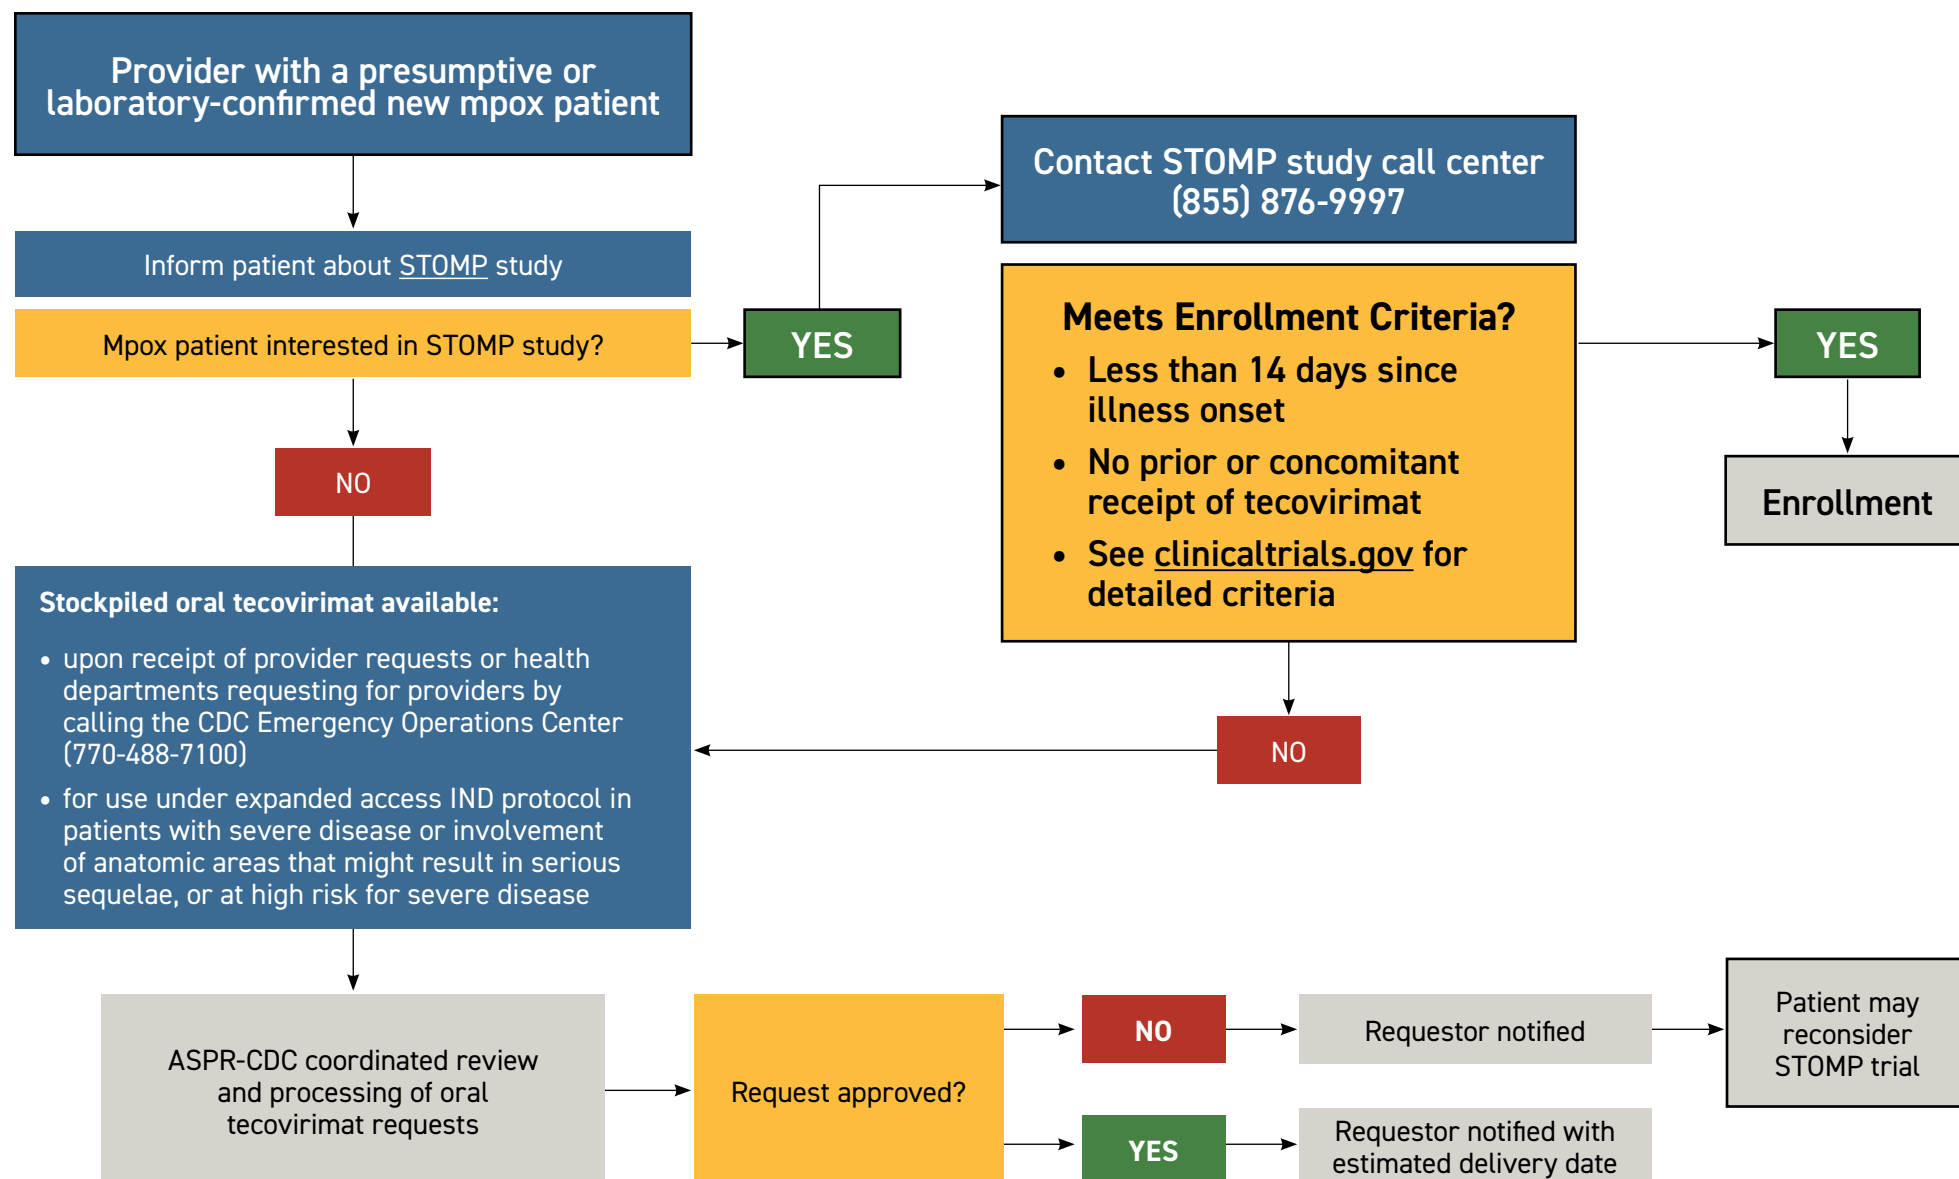 Provider with a presumptive or
laboratory-confirmed new mpox patient
Inform patient about STOMP study
Mpox patient interested in STOMP study?
YES
NO
Contact STOMP study call center
(855) 876-9997
Meets Enrollment Criteria?
• Less than 14 days since
illness onset
• No prior or concomitant
receipt of tecovirimat
• See clinicaltrials.gov for
detailed criteria
YES
Enrollment
NO
Stockpiled oral tecovirimat available:
• upon receipt of provider requests or health
departments requesting for providers by
calling the CDC Emergency Operations Center
(770-488-7100)
• for use under expanded access IND protocol in
patients with severe disease or involvement
of anatomic areas that might result in serious
sequelae, or at high risk for severe disease
ASPR-CDC coordinated review
and processing of oral
tecovirimat requests
Request approved?
NO
Requestor notified
Patient may
reconsider
STOMP trial
YES
Requestor notified with
estimated delivery date